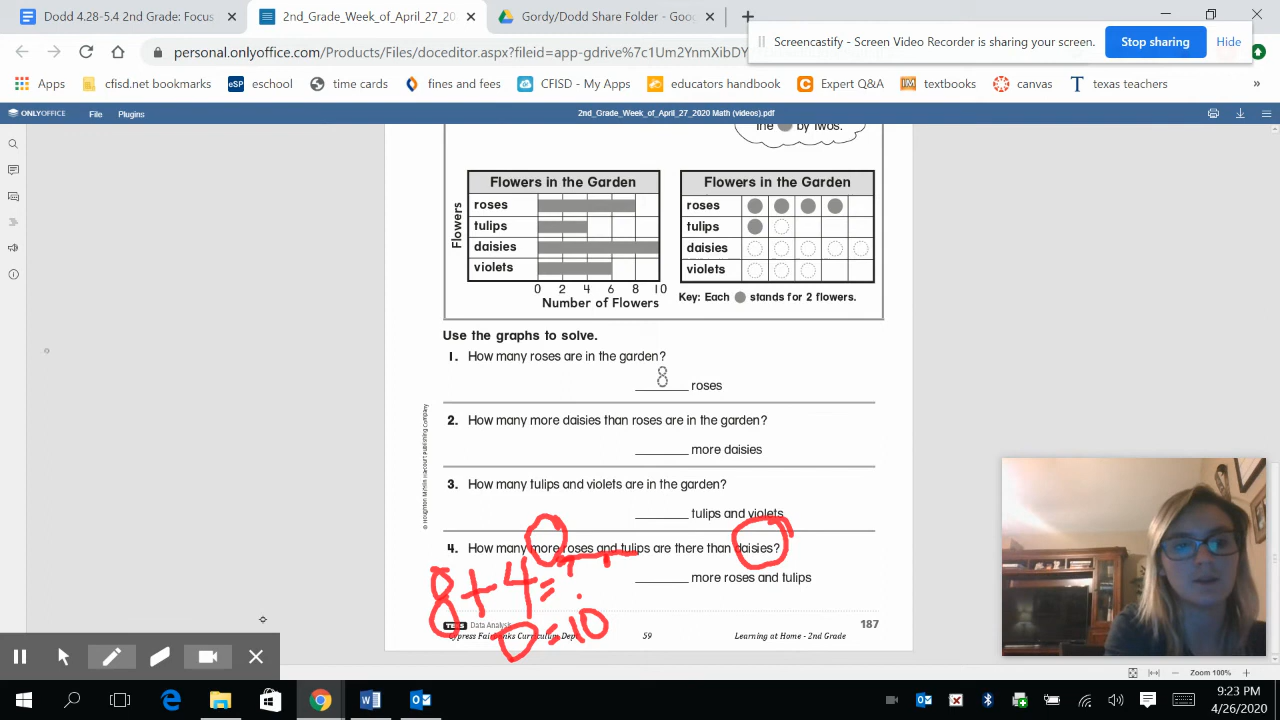 Dodd 4.28-5.4 2nd Grade: Focus
2nd_Grade_Week_of_April_27_20
Gordy/Dodd Share Folder - Goo
personal.onlyoffice.com/Products/Files/doceditor.aspx?fileid=app-gdrive%7c1Um2YnmXibDY
Screencastify - Screen Video Recorder is sharing your screen.
Stop sharing
Hide
Apps
cfisd.net bookmarks
eschool
time cards
fines and fees
CFISD - My Apps
educators handbook
Expert Q&A
textbooks
canvas
texas teachers
»
ONLYOFFICE
File
Plugins
2nd_Grade_Week_of_April_27_2020 Math (videos).pdf
the by twos.
Flowers in the Garden
Flowers
roses
tulips
daisies
violets
0 2 4 6 8 10
Number of Flowers
Flowers in the Garden
roses
tulips
daisies
violets
Key: Each stands for 2 flowers.
Use the graphs to solve.
1. How many roses are in the garden?
8 roses
2. How many more daisies than roses are in the garden?
_______ more daisies
3. How many tulips and violets are in the garden?
_______ tulips and violets
4. How many more roses and tulips are there than daisies?
_______ more roses and tulips
8+4=?
D=10
© Houghton Mifflin Harcourt Publishing Company
Data Analysis
187
Cypress Fairbanks Curriculum Dept.
59
Learning at Home - 2nd Grade
Zoom 100%
9:23 PM
4/26/2020